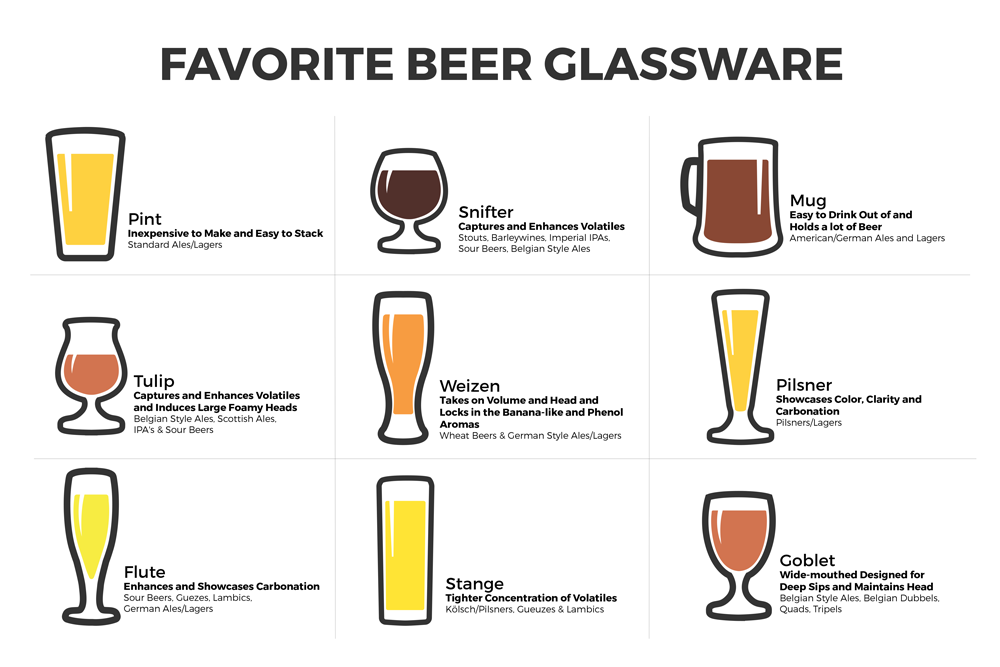 FAVORITE BEER GLASSWARE
Pint
Inexpensive to Make and Easy to Stack
Standard Ales/Lagers
Snifter
Captures and Enhances Volatiles
Stouts, Barleywines, Imperial IPAs,
Sour Beers, Belgian Style Ales
Mug
Easy to Drink Out of and
Holds a lot of Beer
American/German Ales and Lagers
Tulip
Captures and Enhances Volatiles
and Induces Large Foamy Heads
Belgian Style Ales, Scottish Ales,
IPA's & Sour Beers
Weizen
Takes on Volume and Head and
Locks in the Banana-like and Phenol
Aromas
Wheat Beers & German Style Ales/Lagers
Pilsner
Showcases Color, Clarity and
Carbonation
Pilsners/Lagers
Flute
Enhances and Showcases Carbonation
Sour Beers, Guezes, Lambics,
German Ales/Lagers
Stange
Tighter Concentration of Volatiles
Kölsch/Pilsners, Gueuzes & Lambics
Goblet
Wide-mouthed Designed for
Deep Sips and Maintains Head
Belgian Style Ales, Belgian Dubbels,
Quads, Tripels